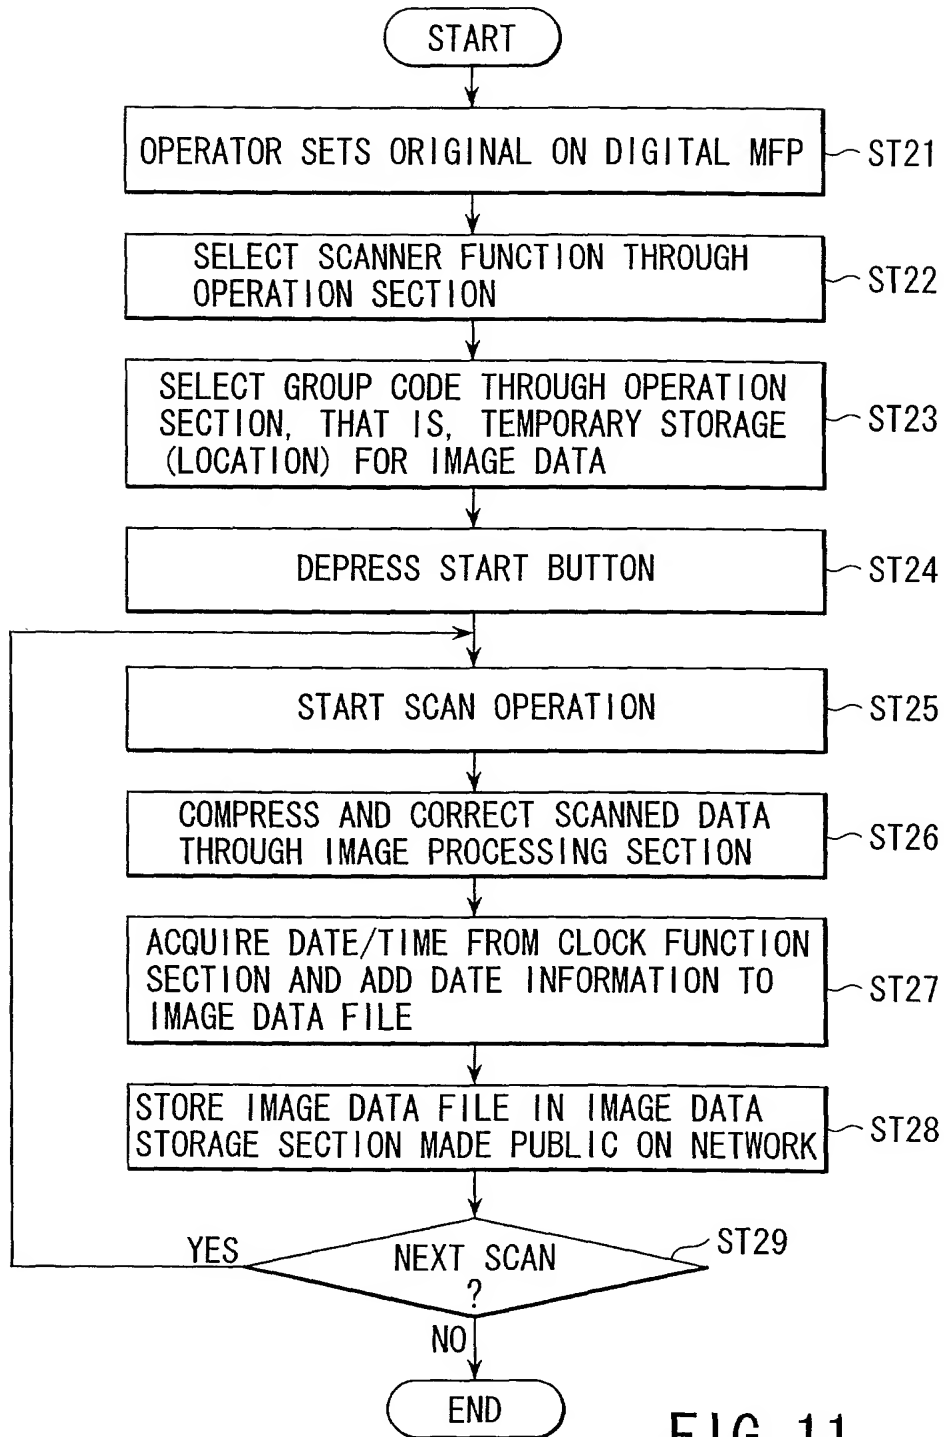 START
OPERATOR SETS ORIGINAL ON DIGITAL MFP
ST21
SELECT SCANNER FUNCTION THROUGH
OPERATION SECTION
ST22
SELECT GROUP CODE THROUGH OPERATION
SECTION, THAT IS, TEMPORARY STORAGE
(LOCATION) FOR IMAGE DATA
ST23
DEPRESS START BUTTON
ST24
START SCAN OPERATION
ST25
COMPRESS AND CORRECT SCANNED DATA
THROUGH IMAGE PROCESSING SECTION
ST26
ACQUIRE DATE/TIME FROM CLOCK FUNCTION
SECTION AND ADD DATE INFORMATION TO
IMAGE DATA FILE
ST27
STORE IMAGE DATA FILE IN IMAGE DATA
STORAGE SECTION MADE PUBLIC ON NETWORK
ST28
YES
NEXT SCAN
?
ST29
NO
END
FIG. 11